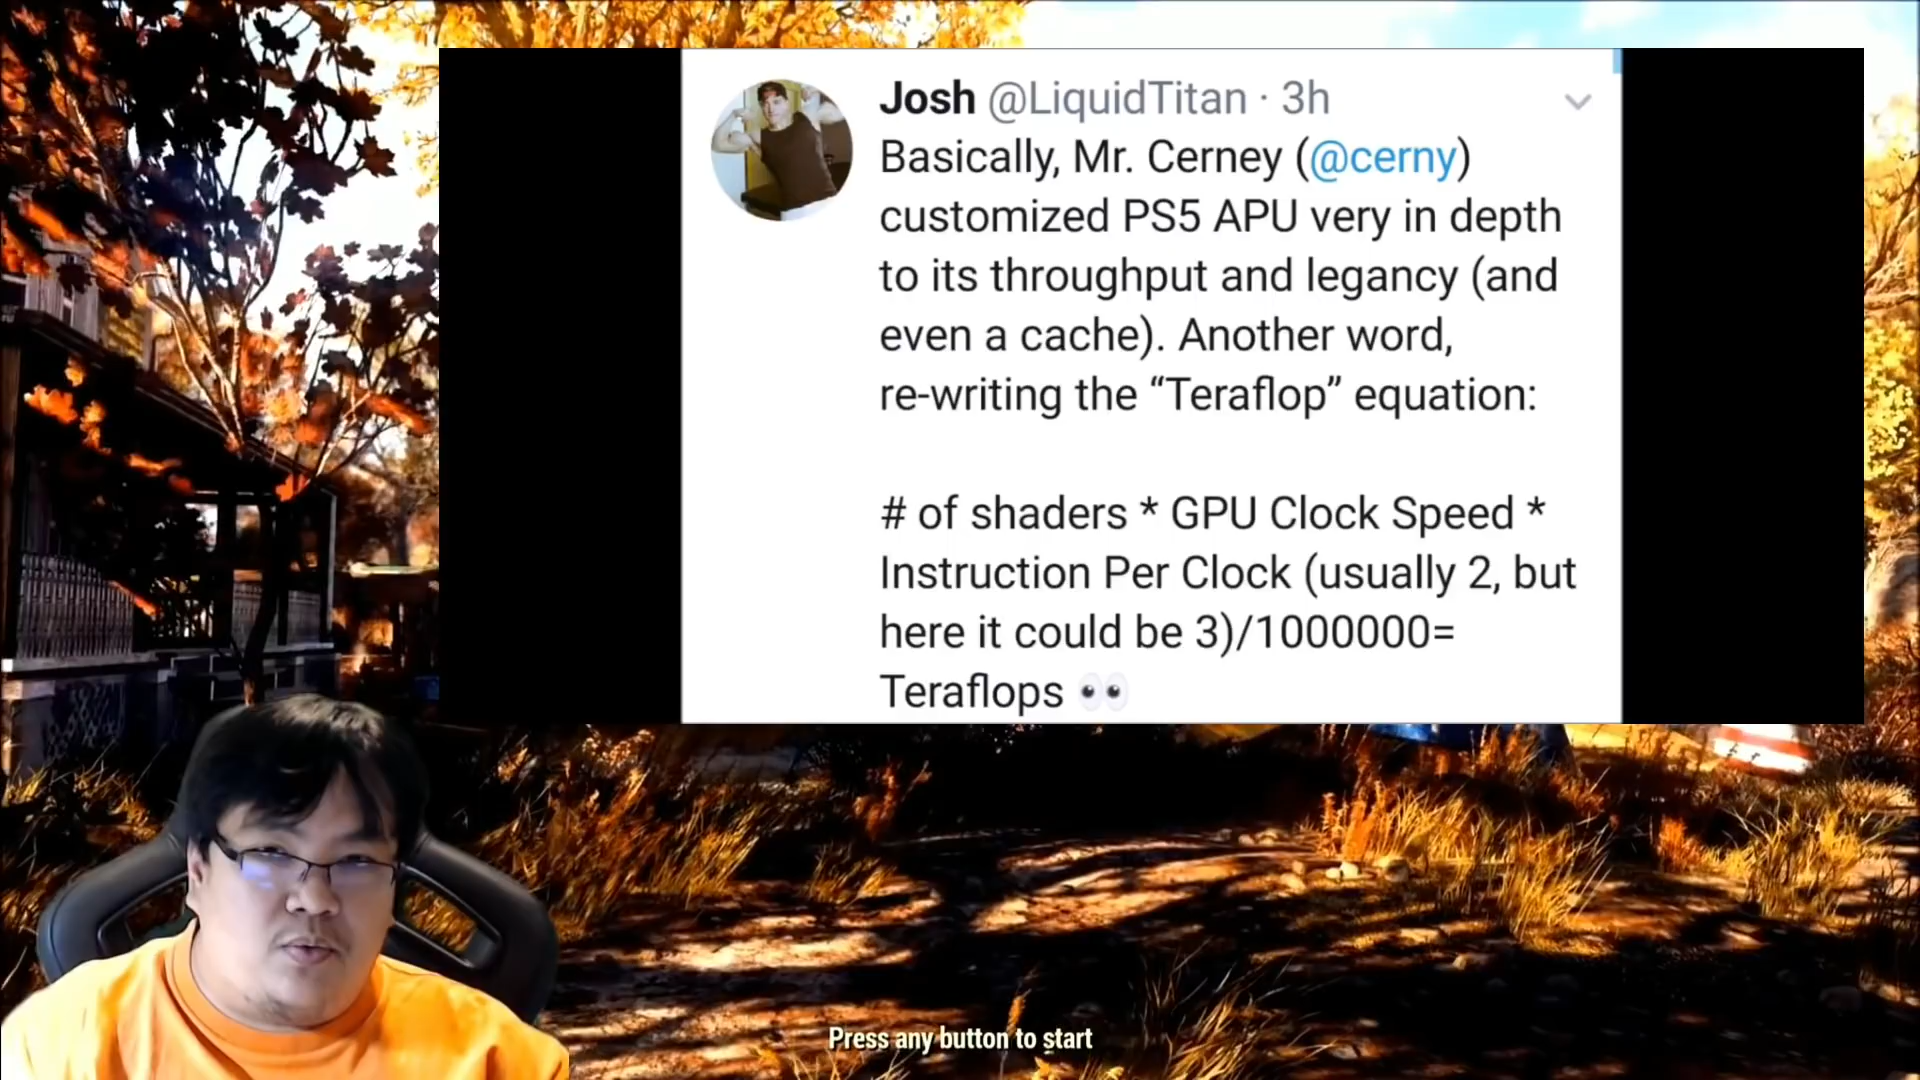 Josh @LiquidTitan · 3h
Basically, Mr. Cerney (@cerny)
customized PS5 APU very in depth
to its throughput and legancy (and
even a cache). Another word,
re-writing the “Teraflop” equation:
# of shaders * GPU Clock Speed *
Instruction Per Clock (usually 2, but
here it could be 3)/1000000=
Teraflops 👀
Press any button to start